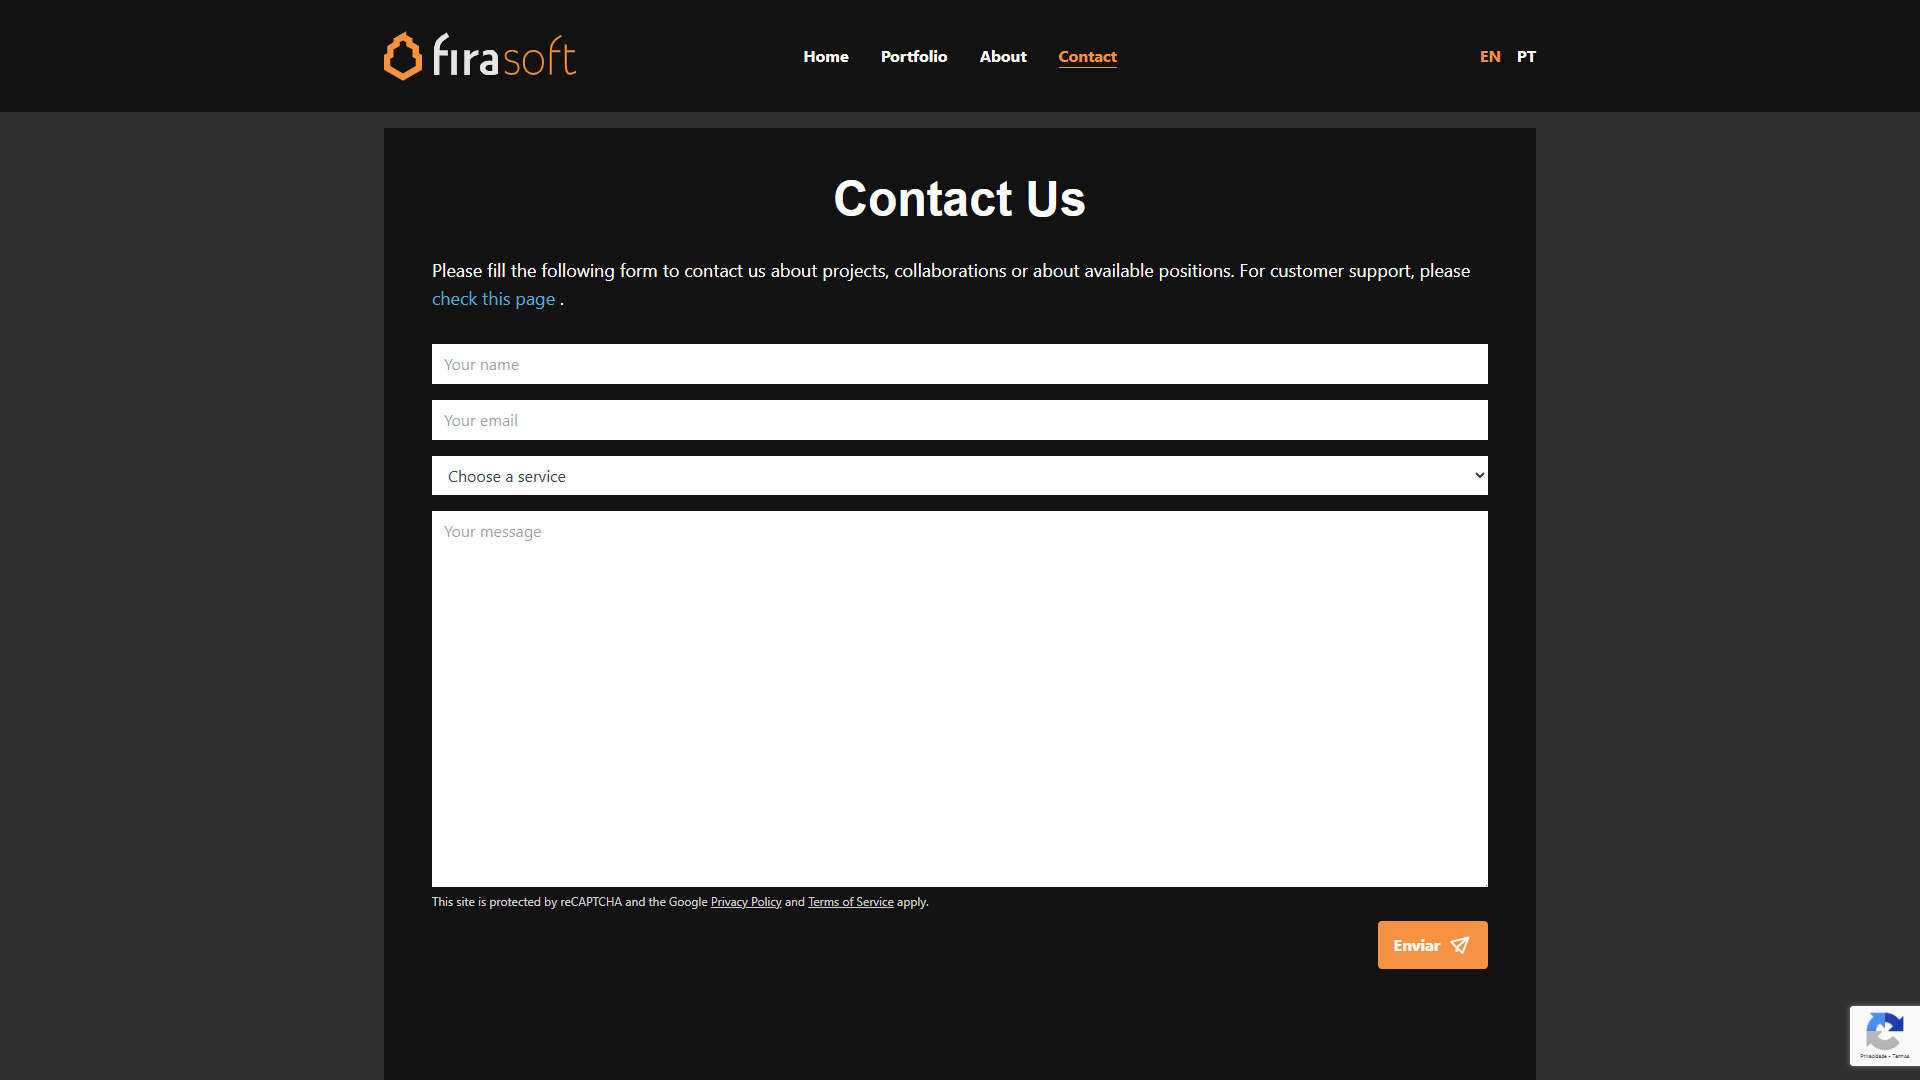 firasoft
Home Portfolio About Contact
EN PT
Contact Us
Please fill the following form to contact us about projects, collaborations or about available positions. For customer support, please
check this page .
Your name
Your email
Choose a service
Your message
This site is protected by reCAPTCHA and the Google Privacy Policy and Terms of Service apply.
Enviar
Privacidade - Termos